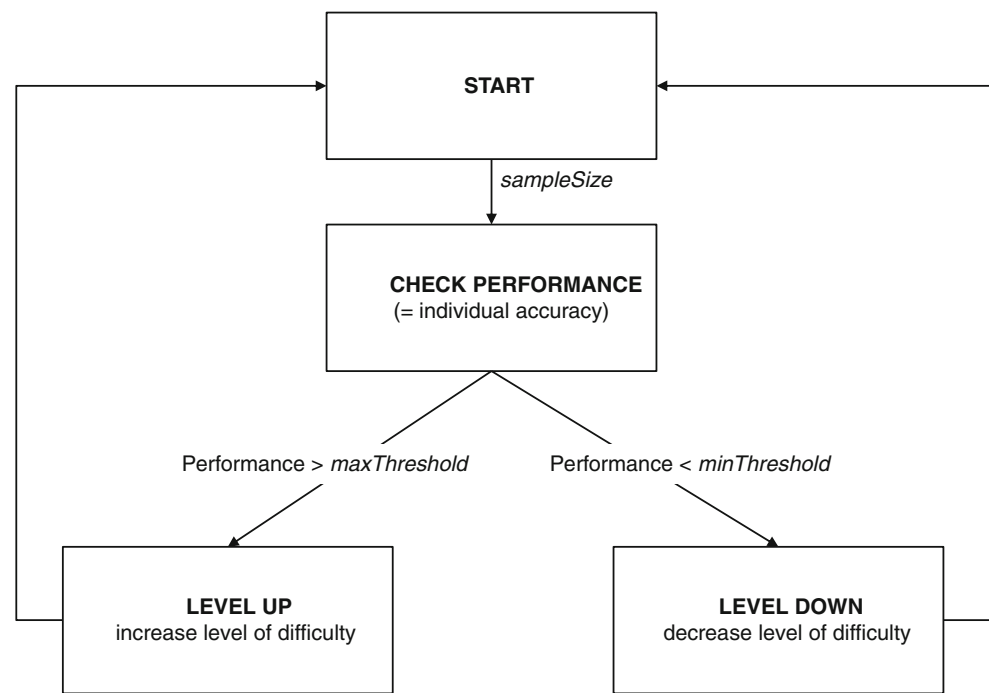 START
sampleSize
CHECK PERFORMANCE
(= individual accuracy)
Performance > maxThreshold
Performance < minThreshold
LEVEL UP
increase level of difficulty
LEVEL DOWN
decrease level of difficulty